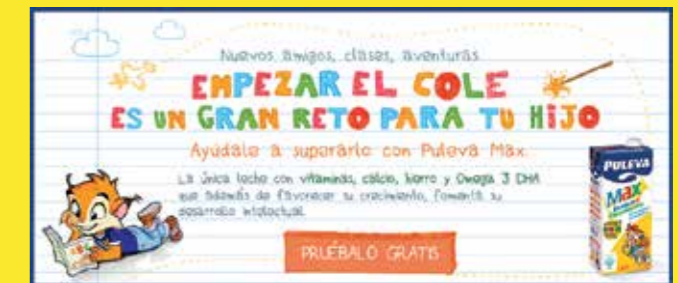 Nuevos amigos, clases, aventuras.
EMPEZAR EL COLE
ES UN GRAN RETO PARA TU HIJO
Ayúdale a superarlo con Puleva Max.
La única leche con vitaminas, calcio, hierro y Omega 3 DHA
que además de favorecer su crecimiento, fomenta su
desarrollo intelectual.
PRUÉBALO GRATIS
PULEVA
Max